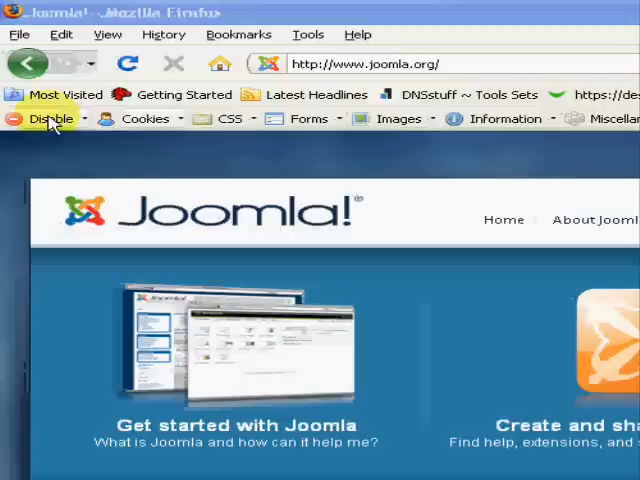 Joomla! - Mozilla Firefox
File Edit View History Bookmarks Tools Help
http://www.joomla.org/
Most Visited Getting Started Latest Headlines DNSstuff ~ Tools Sets https://des
Disable Cookies CSS Forms Images Information Miscellan
Joomla!®
Home About Jooml
Get started with Joomla
What is Joomla and how can it help me?
Create and sha
Find help, extensions, and s